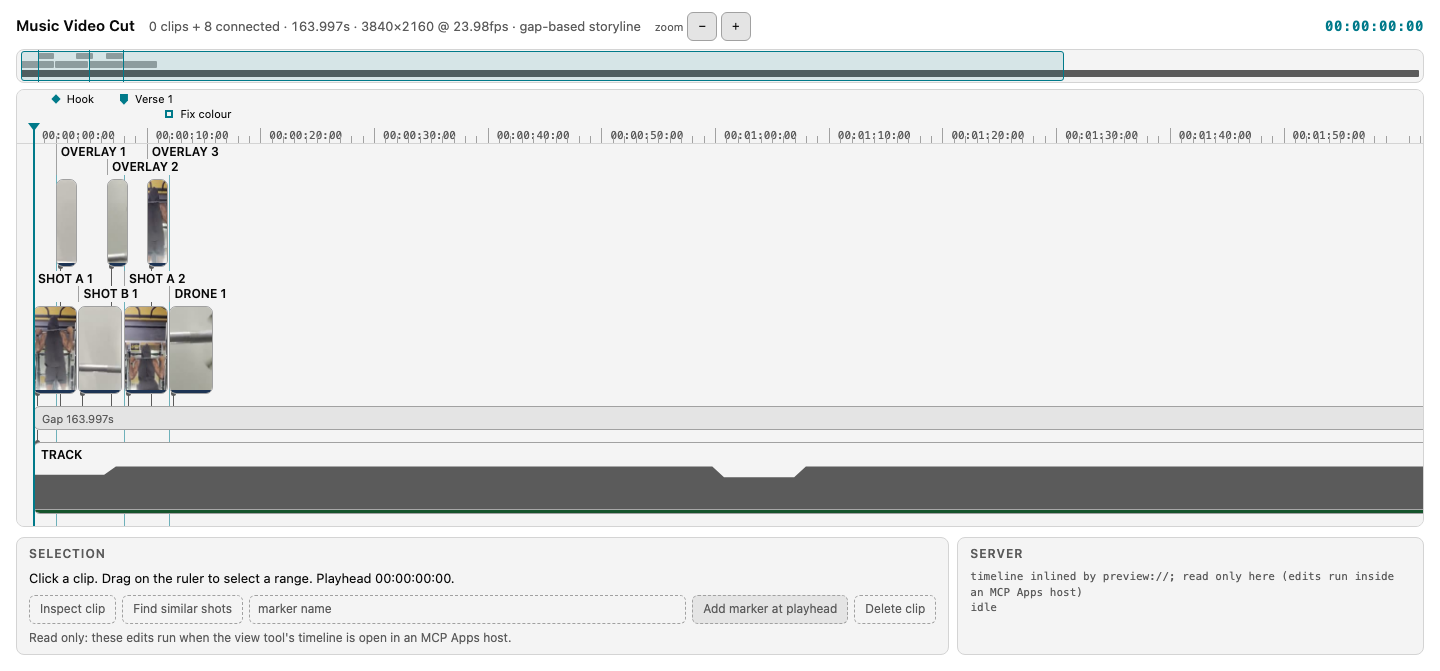 Music Video Cut 0 clips + 8 connected · 163.997s · 3840×2160 @ 23.98fps · gap-based storyline zoom − + 00:00:00:00
Hook Verse 1
Fix colour
00:00:00:00 00:00:10:00 00:00:20:00 00:00:30:00 00:00:40:00 00:00:50:00 00:01:00:00 00:01:10:00 00:01:20:00 00:01:30:00 00:01:40:00 00:01:50:00
OVERLAY 1 OVERLAY 3
OVERLAY 2
SHOT A 1 SHOT A 2
SHOT B 1 DRONE 1
Gap 163.997s
TRACK
SELECTION
Click a clip. Drag on the ruler to select a range. Playhead 00:00:00:00.
Inspect clip Find similar shots marker name Add marker at playhead Delete clip
Read only: these edits run when the view tool's timeline is open in an MCP Apps host.
SERVER
timeline inlined by preview://; read only here (edits run inside
an MCP Apps host)
idle